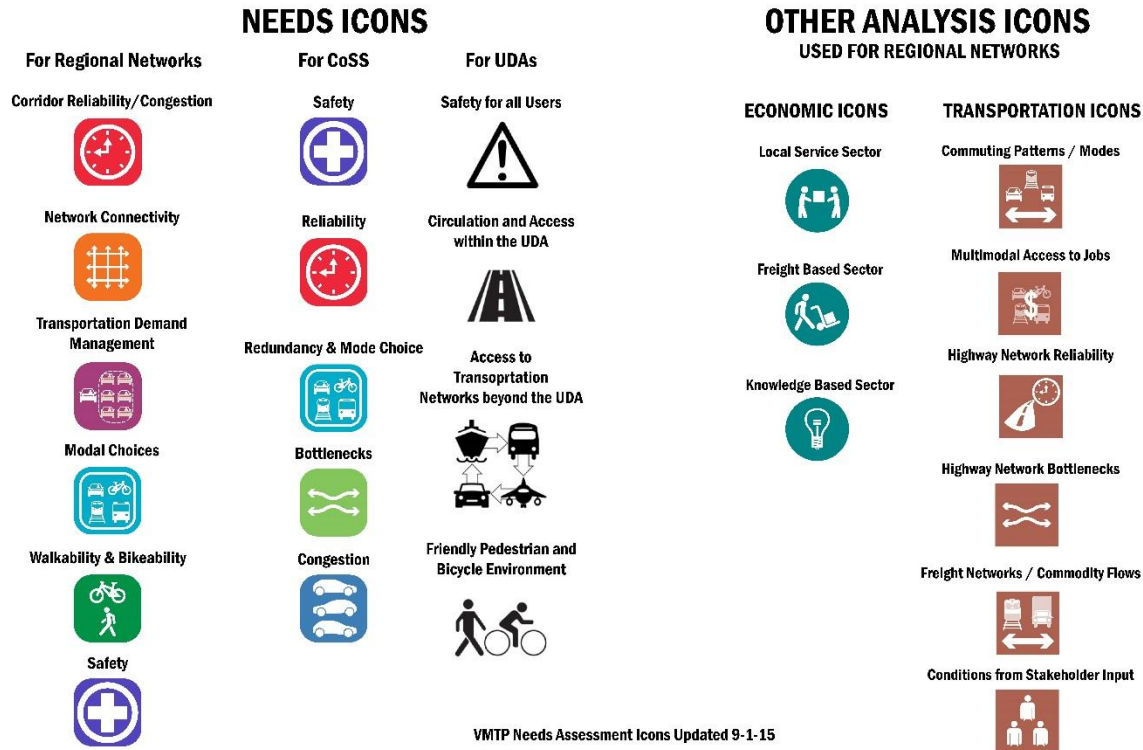 NEEDS ICONS
For Regional Networks
Corridor Reliability/Congestion
Network Connectivity
Transportation Demand
Management
Modal Choices
Walkability & Bikeability
Safety
For CoSS
Safety
Reliability
Redundancy & Mode Choice
Bottlenecks
Congestion
For UDAs
Safety for all Users
Circulation and Access
within the UDA
Access to
Transoprtation
Networks beyond the UDA
Friendly Pedestrian and
Bicycle Environment
OTHER ANALYSIS ICONS
USED FOR REGIONAL NETWORKS
ECONOMIC ICONS
Local Service Sector
Freight Based Sector
Knowledge Based Sector
TRANSPORTATION ICONS
Commuting Patterns / Modes
Multimodal Access to Jobs
$
Highway Network Reliability
Highway Network Bottlenecks
Freight Networks / Commodity Flows
Conditions from Stakeholder Input
VMTP Needs Assessment Icons Updated 9-1-15